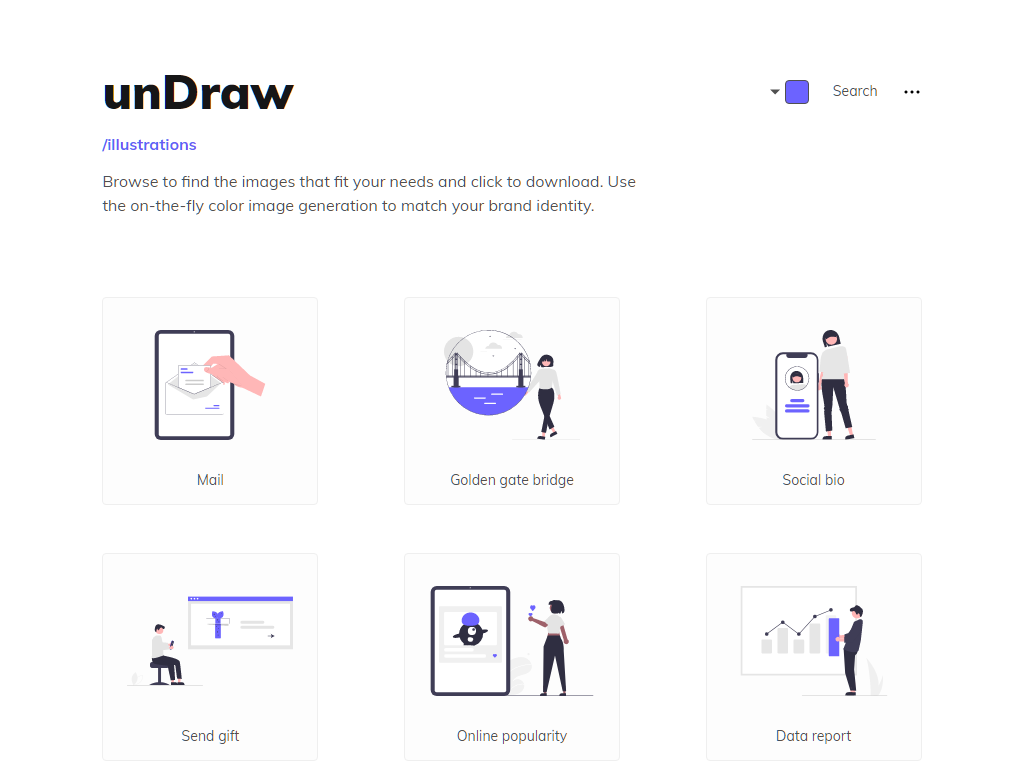 unDraw
Search
/illustrations
Browse to find the images that fit your needs and click to download. Use
the on-the-fly color image generation to match your brand identity.
Mail
Golden gate bridge
Social bio
Send gift
Online popularity
Data report